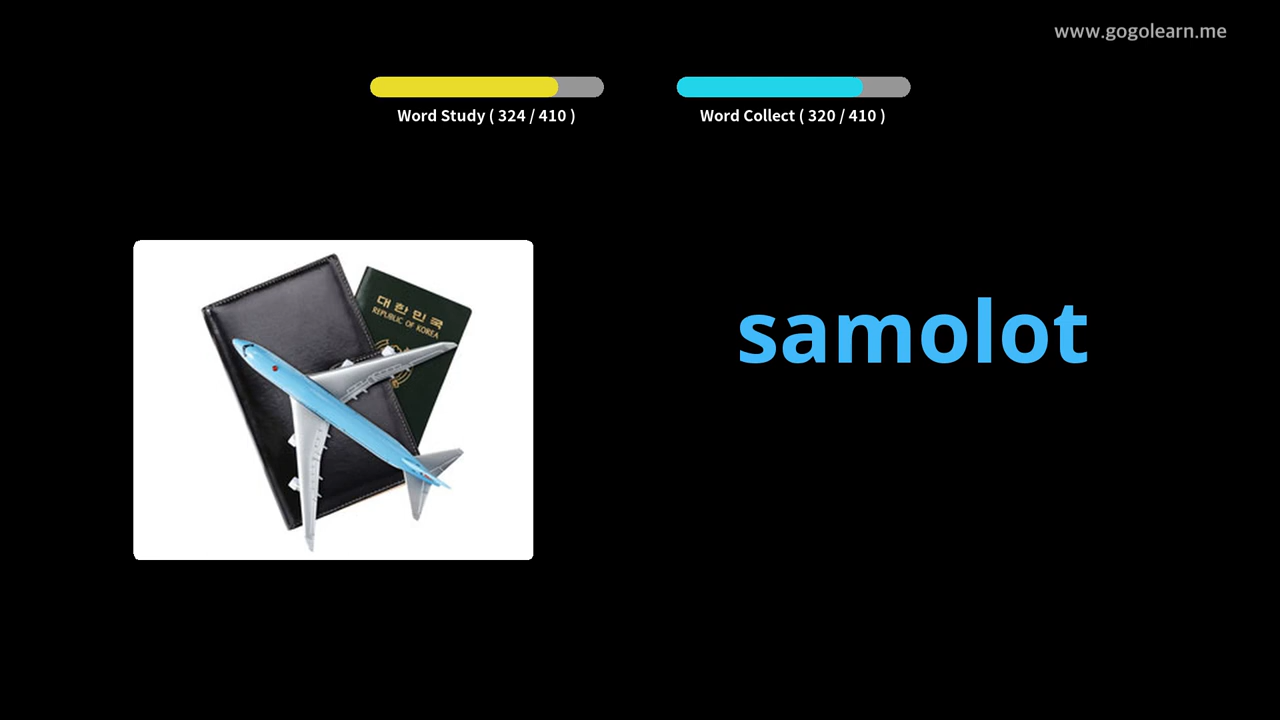 www.gogolearn.me
Word Study ( 324 / 410 )
Word Collect ( 320 / 410 )
대한민국
REPUBLIC OF KOREA
samolot